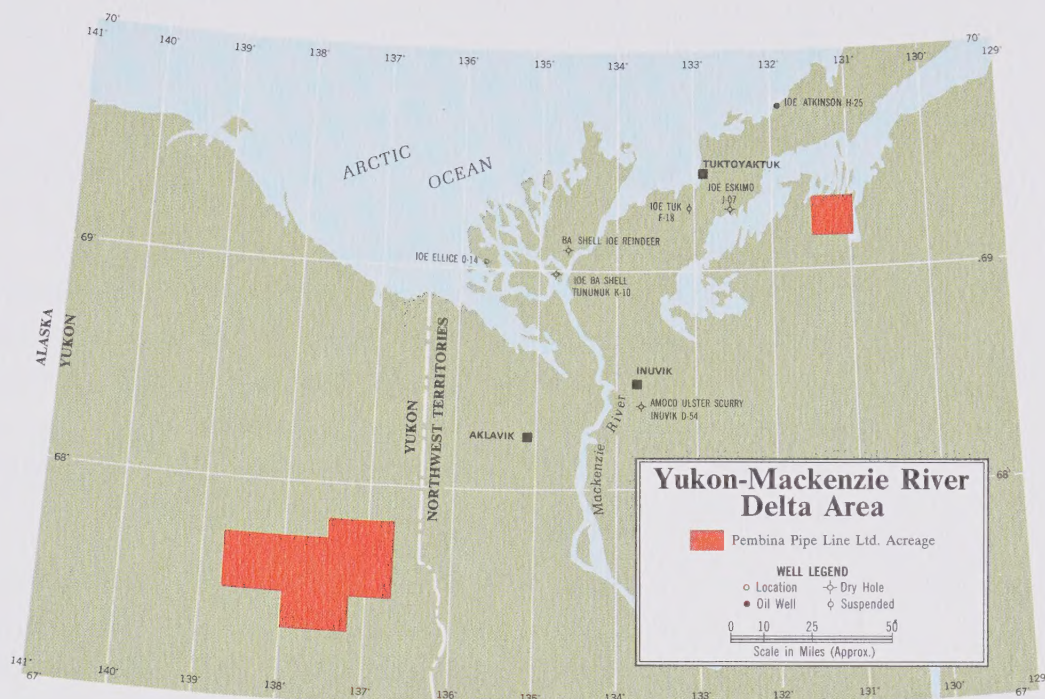 70°
141°
140°
139°
138°
137°
136°
135°
134°
133°
132°
131°
130°
70°
129°
IOE ATKINSON H-25
ARCTIC
OCEAN
TUKTOYAKTUK
IOE ESKIMO
J-07
IOE TUK
F-18
69°
BA SHELL IOE REINDEER
IOE ELLICE O-14
69
IOE BA SHELL
TUNUNUK K-10
ALASKA
YUKON
YUKON
NORTHWEST TERRITORIES
INUVIK
AMOCO ULSTER SCURRY
INUVIK D-54
AKLAVIK
Mackenzie River
68°
68°
Yukon-Mackenzie River
Delta Area
Pembina Pipe Line Ltd. Acreage
WELL LEGEND
Location
Dry Hole
Oil Well
Suspended
0 10 25 50
Scale in Miles (Approx.)
141°
67°
140°
139°
138°
137°
136°
135°
134°
133°
132°
131°
130°
129°
67°